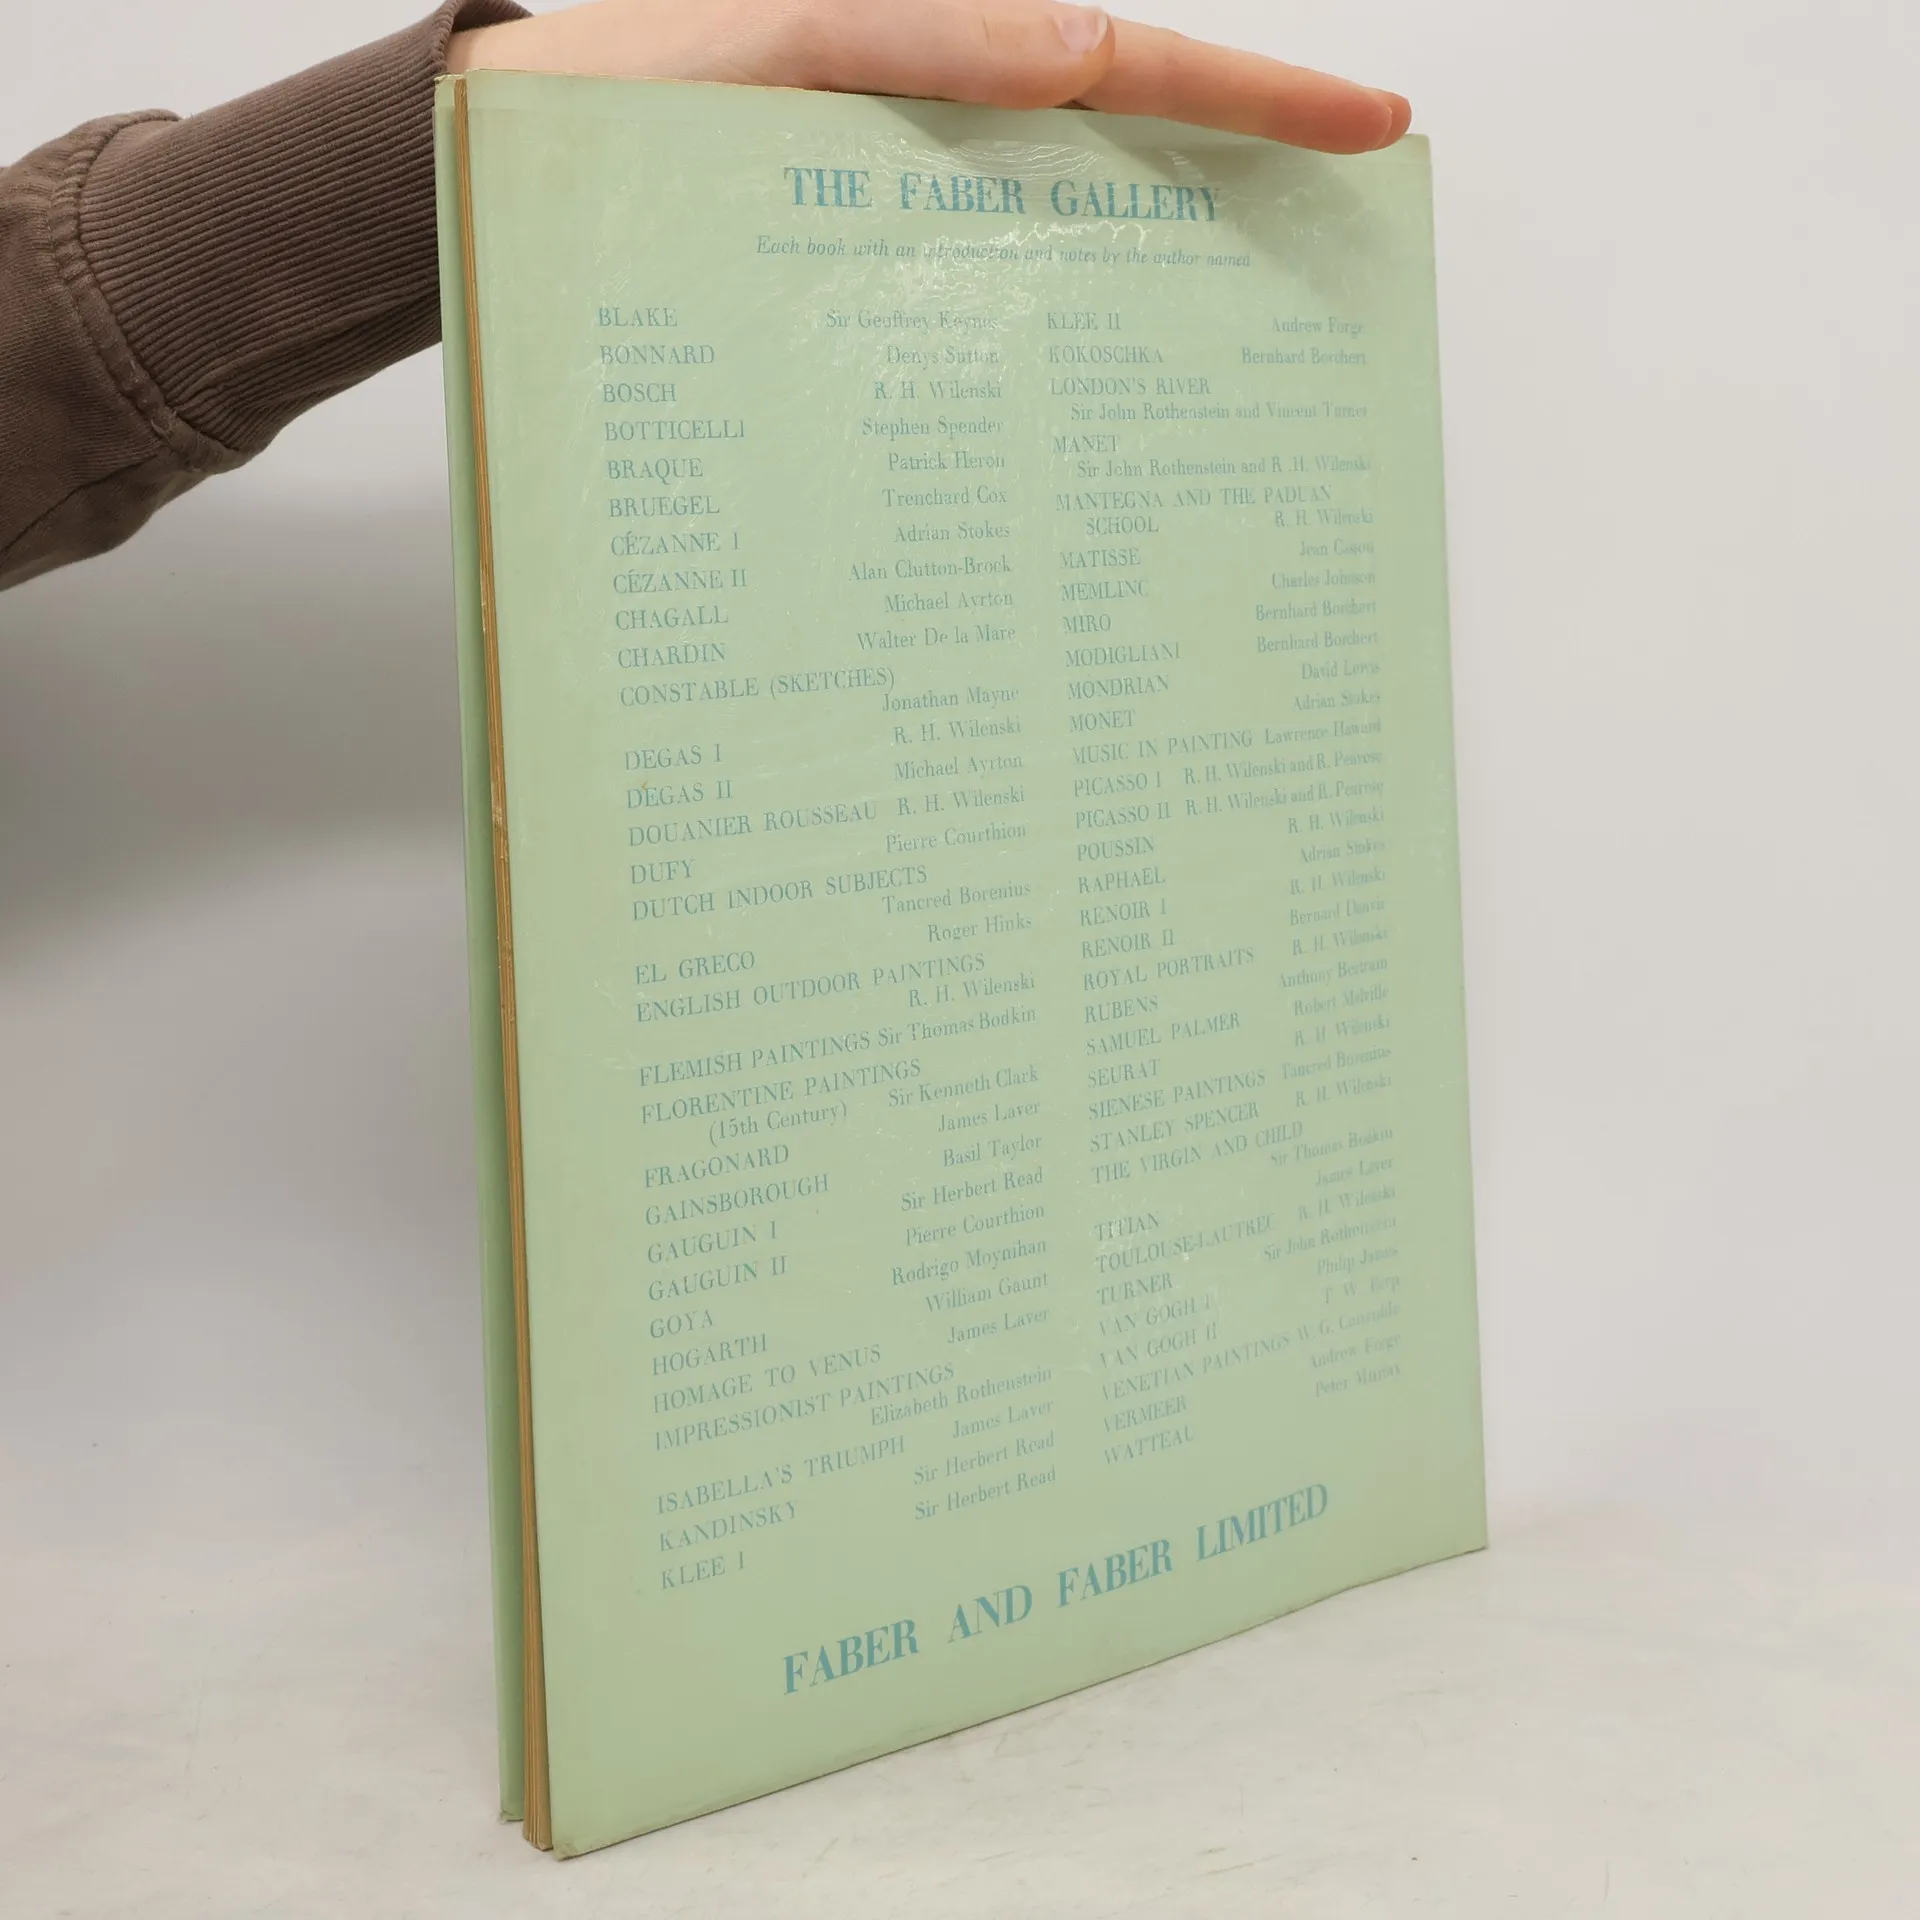 THE FABER GALLERY
Each book with an introduction and notes by the author named
BLAKE Sir Geoffrey Keynes
BONNARD Denys Sutton
BOSCH R. H. Wilenski
BOTTICELLI Stephen Spender
BRAQUE Patrick Heron
BRUEGEL Trenchard Cox
CÉZANNE I Adrian Stokes
CÉZANNE II Alan Clutton-Brock
CHAGALL Michael Ayrton
CHARDIN Walter De la Mare
CONSTABLE (SKETCHES)
Jonathan Mayne
DEGAS I R. H. Wilenski
DEGAS II Michael Ayrton
DOUANIER ROUSSEAU R. H. Wilenski
DUFY Pierre Courthion
DUTCH INDOOR SUBJECTS
Tancred Borenius
EL GRECO Roger Hinks
ENGLISH OUTDOOR PAINTINGS
R. H. Wilenski
FLEMISH PAINTINGS Sir Thomas Bodkin
FLORENTINE PAINTINGS
(15th Century) Sir Kenneth Clark
FRAGONARD James Laver
GAINSBOROUGH Basil Taylor
GAUGUIN I Sir Herbert Read
GAUGUIN II Pierre Courthion
GOYA Rodrigo Moynihan
HOGARTH William Gaunt
HOMAGE TO VENUS James Laver
IMPRESSIONIST PAINTINGS
Elizabeth Rothenstein
ISABELLA'S TRIUMPH James Laver
KANDINSKY Sir Herbert Read
KLEE I Sir Herbert Read
KLEE II Andrew Forge
KOKOSCHKA Bernhard Borchert
LONDON'S RIVER
Sir John Rothenstein and Vincent Turner
MANET
Sir John Rothenstein and R .H. Wilenski
MANTEGNA AND THE PADUAN
SCHOOL R. H. Wilenski
MATISSE Jean Cassou
MEMLINC Charles Johnson
MIRO Bernhard Borchert
MODIGLIANI Bernhard Borchert
MONDRIAN David Lewis
MONET Adrian Stokes
MUSIC IN PAINTING Lawrence Haward
PICASSO I R. H. Wilenski and R. Penrose
PICASSO II R. H. Wilenski and R. Penrose
POUSSIN R. H. Wilenski
RAPHAEL Adrian Stokes
RENOIR I R. H. Wilenski
RENOIR II Bernard Denvir
ROYAL PORTRAITS R. H. Wilenski
RUBENS Anthony Bertram
SAMUEL PALMER Robert Melville
SEURAT R. H. Wilenski
SIENESE PAINTINGS Tancred Borenius
STANLEY SPENCER R. H. Wilenski
THE VIRGIN AND CHILD
Sir Thomas Bodkin
TITIAN James Laver
TOULOUSE-LAUTREC R. H. Wilenski
TURNER Sir John Rothenstein
VAN GOGH I Philip James
VAN GOGH II T. W. Earp
VENETIAN PAINTINGS W. G. Constable
VERMEER Andrew Forge
WATTEAU Peter Murray
FABER AND FABER LIMITED